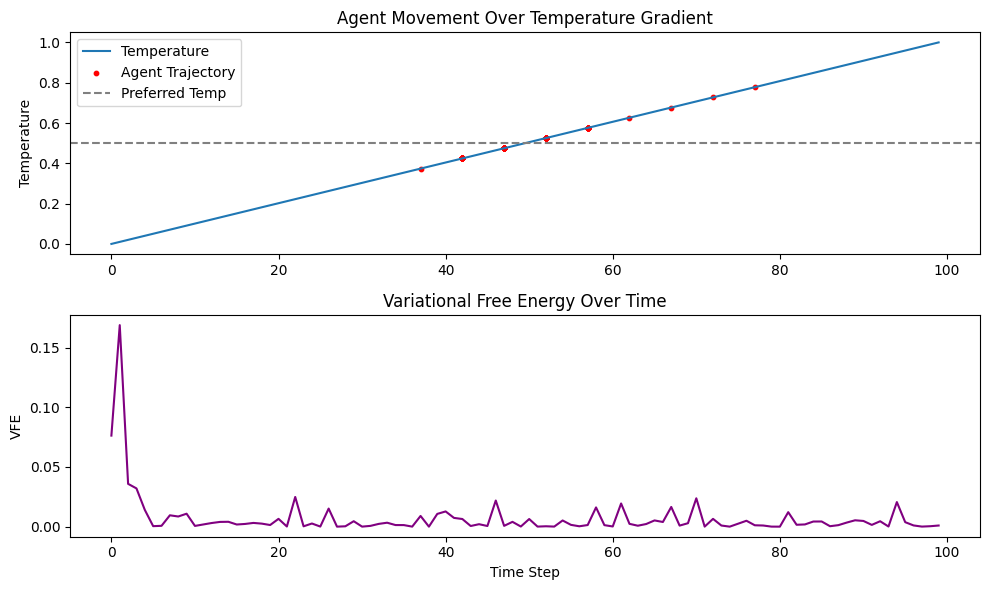 Agent Movement Over Temperature Gradient
Temperature
1.0
0.8
0.6
0.4
0.2
0.0
Temperature
Agent Trajectory
Preferred Temp
0 20 40 60 80 100
Variational Free Energy Over Time
VFE
0.15
0.10
0.05
0.00
0 20 40 60 80 100
Time Step